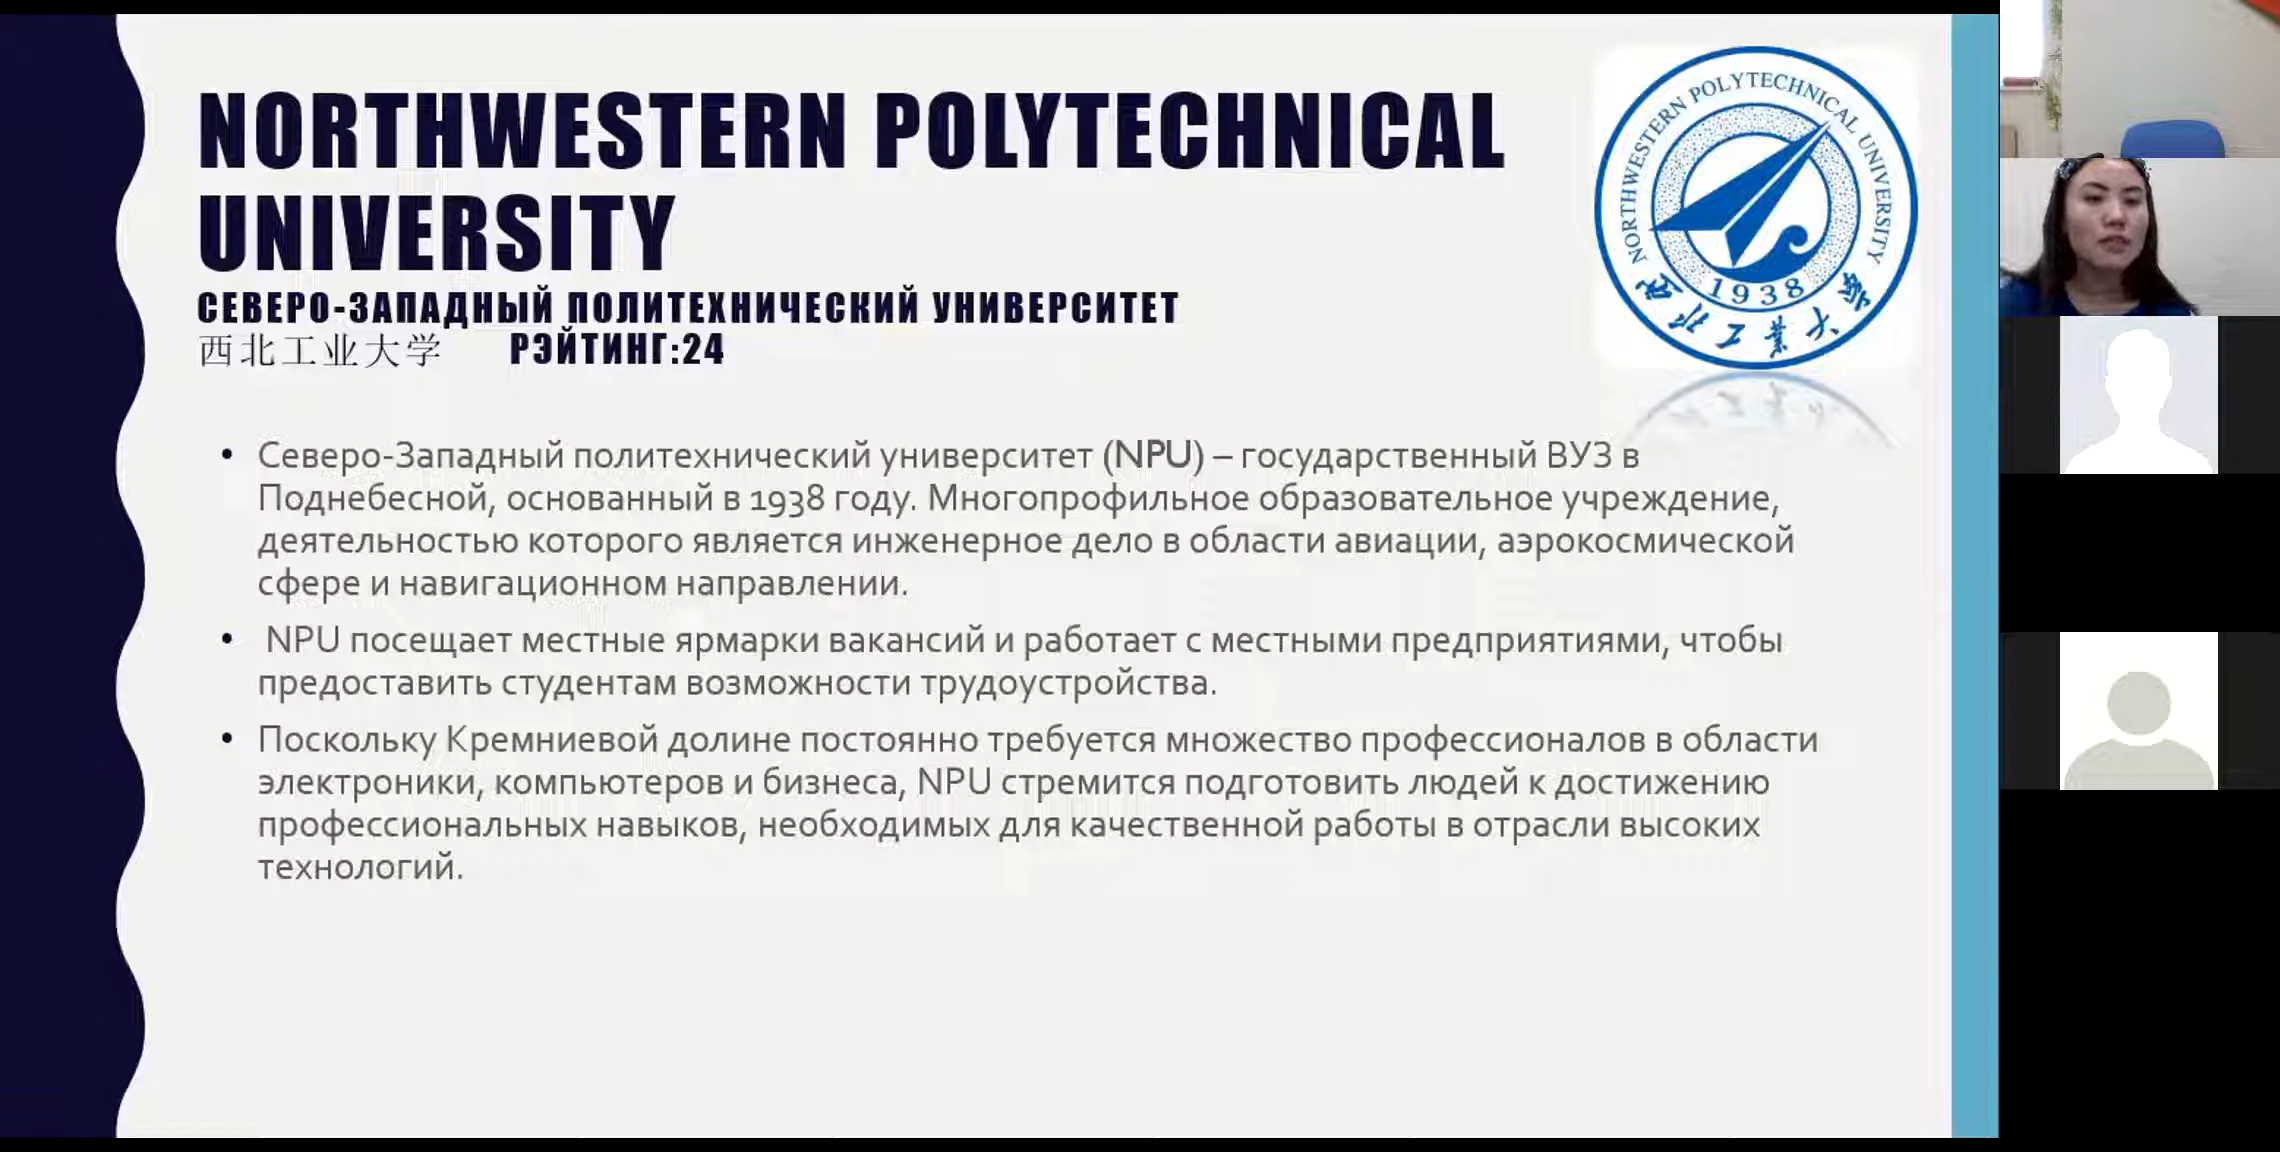 NORTHWESTERN POLYTECHNICAL
UNIVERSITY
СЕВЕРО-ЗАПАДНЫЙ ПОЛИТЕХНИЧЕСКИЙ УНИВЕРСИТЕТ
西北工业大学 РЭЙТИНГ:24
NORTHWESTERN POLYTECHNICAL UNIVERSITY
1938
西北工业大学
• Северо-Западный политехнический университет (NPU) – государственный ВУЗ в
Поднебесной, основанный в 1938 году. Многопрофильное образовательное учреждение,
деятельностью которого является инженерное дело в области авиации, аэрокосмической
сфере и навигационном направлении.
• NPU посещает местные ярмарки вакансий и работает с местными предприятиями, чтобы
предоставить студентам возможности трудоустройства.
• Поскольку Кремниевой долине постоянно требуется множество профессионалов в области
электроники, компьютеров и бизнеса, NPU стремится подготовить людей к достижению
профессиональных навыков, необходимых для качественной работы в отрасли высоких
технологий.